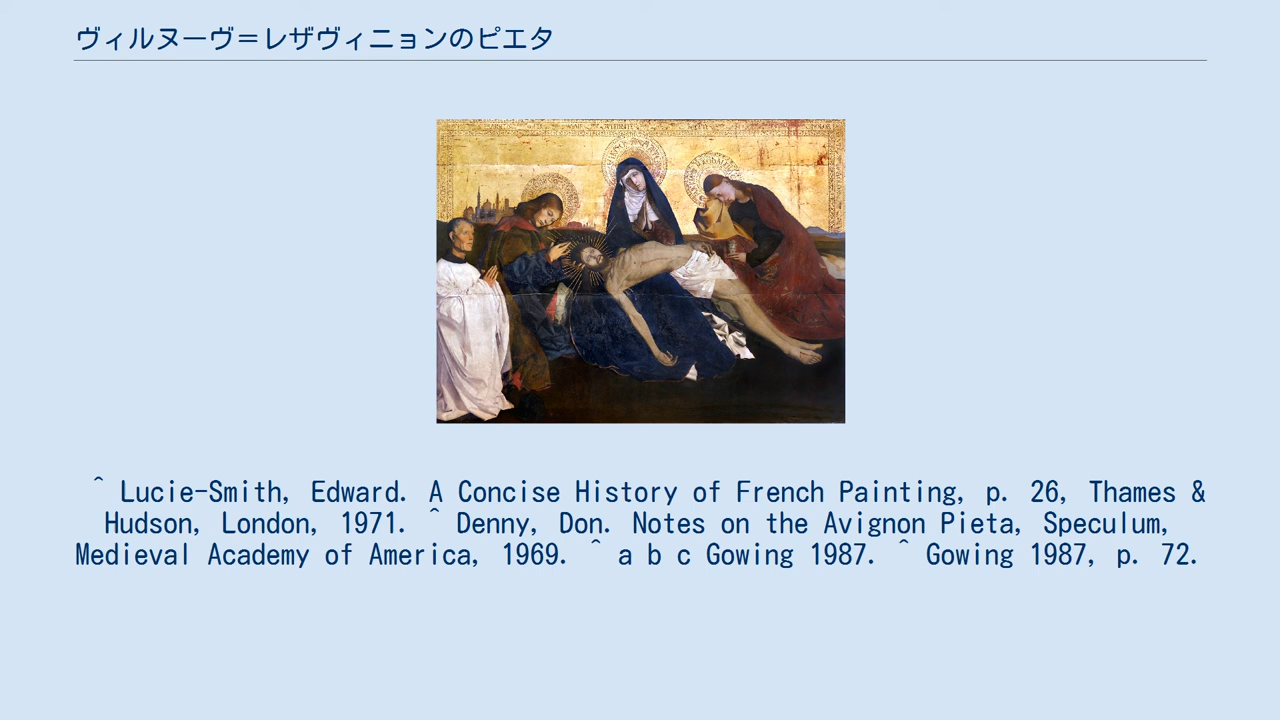 ヴィルヌーヴ＝レザヴィニョンのピエタ
^ Lucie-Smith, Edward. A Concise History of French Painting, p. 26, Thames &
Hudson, London, 1971. ^ Denny, Don. Notes on the Avignon Pieta, Speculum,
Medieval Academy of America, 1969. ^ a b c Gowing 1987. ^ Gowing 1987, p. 72.